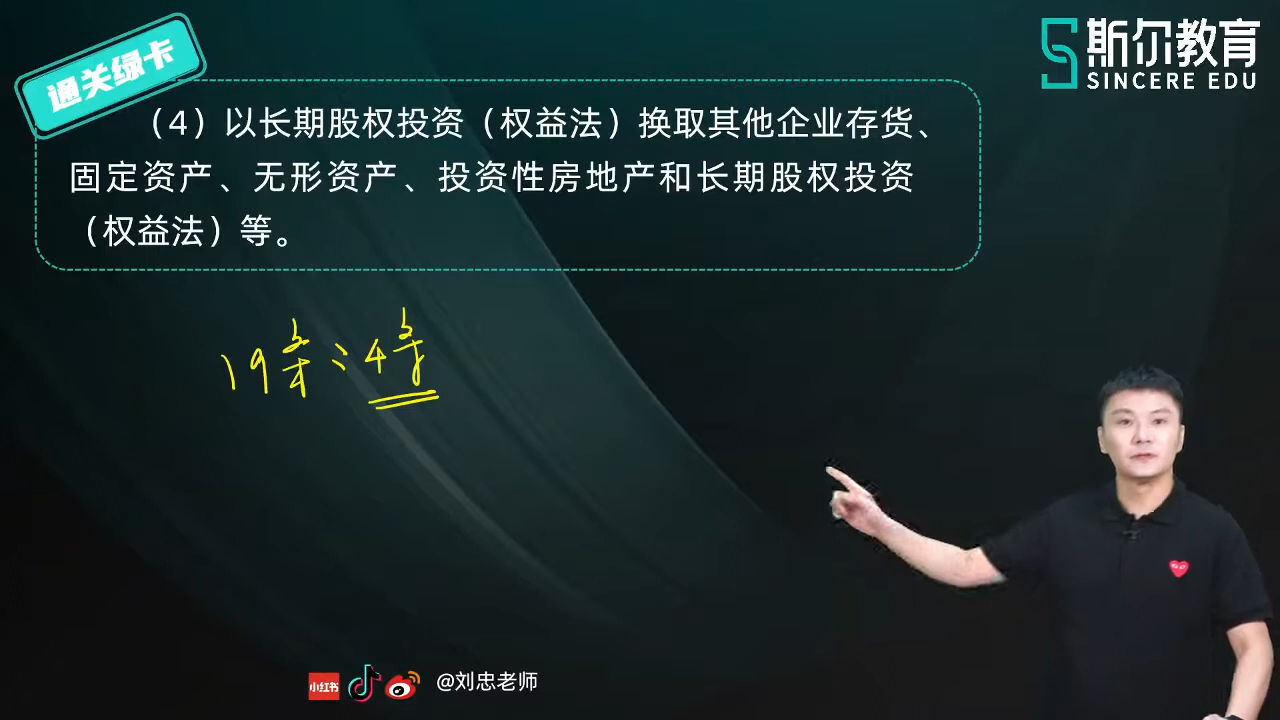 通关绿卡
斯尔教育
SINCERE EDU
（4）以长期股权投资（权益法）换取其他企业存货、
固定资产、无形资产、投资性房地产和长期股权投资
（权益法）等。
19条
小红书
@刘忠老师